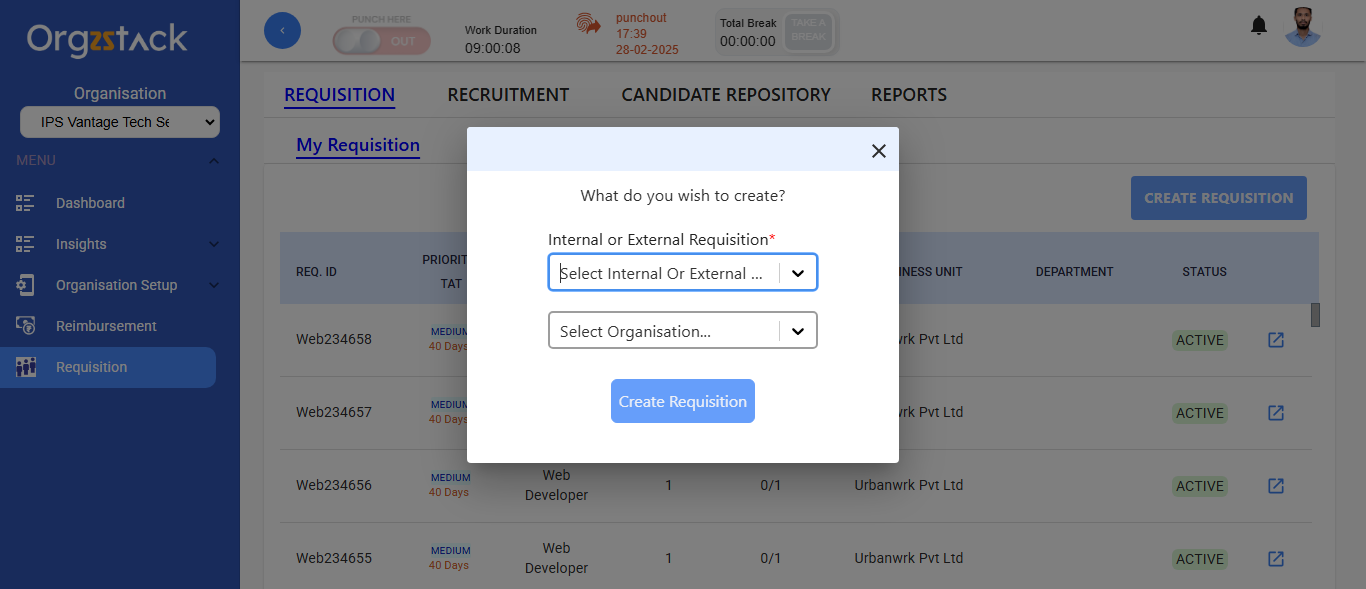 Orgzstack
Organisation
IPS Vantage Tech Se
MENU
Dashboard
Insights
Organisation Setup
Reimbursement
Requisition
PUNCH HERE
OUT
Work Duration
09:00:08
punchout
17:39
28-02-2025
Total Break
00:00:00
TAKE A
BREAK
REQUISITION RECRUITMENT CANDIDATE REPOSITORY REPORTS
My Requisition
CREATE REQUISITION
What do you wish to create?
Internal or External Requisition*
Select Internal Or External ...
Select Organisation...
Create Requisition
REQ. ID
TAT
UNIT
DEPARTMENT
STATUS
Web234658
MEDIUM
40 Days
Pvt Ltd
ACTIVE
Web234657
MEDIUM
40 Days
Pvt Ltd
ACTIVE
Web234656
MEDIUM
40 Days
Web
Developer
1
0/1
Urbanwrk Pvt Ltd
ACTIVE
Web234655
MEDIUM
40 Days
Web
Developer
1
0/1
Urbanwrk Pvt Ltd
ACTIVE